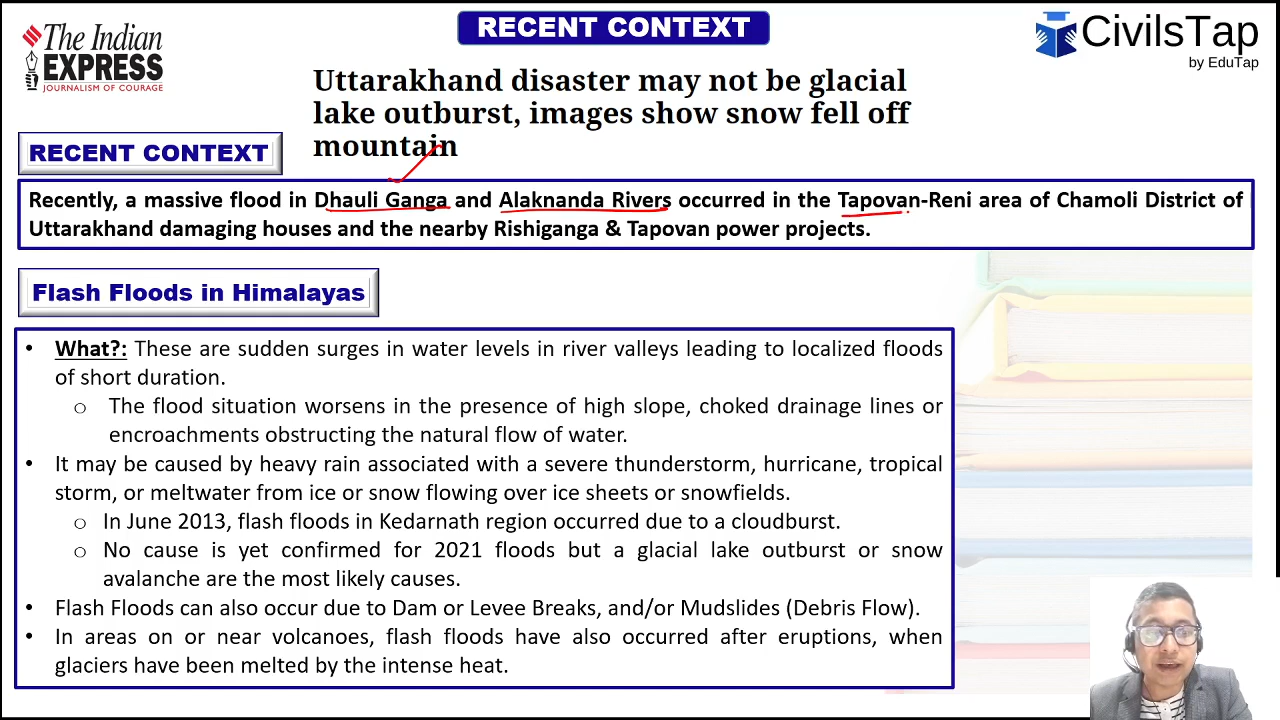 The Indian
EXPRESS
JOURNALISM OF COURAGE
RECENT CONTEXT
CivilsTap
by EduTap
Uttarakhand disaster may not be glacial
lake outburst, images show snow fell off
mountain
RECENT CONTEXT
Recently, a massive flood in Dhauli Ganga and Alaknanda Rivers occurred in the Tapovan-Reni area of Chamoli District of
Uttarakhand damaging houses and the nearby Rishiganga & Tapovan power projects.
Flash Floods in Himalayas
• What?: These are sudden surges in water levels in river valleys leading to localized floods
of short duration.
o The flood situation worsens in the presence of high slope, choked drainage lines or
encroachments obstructing the natural flow of water.
• It may be caused by heavy rain associated with a severe thunderstorm, hurricane, tropical
storm, or meltwater from ice or snow flowing over ice sheets or snowfields.
o In June 2013, flash floods in Kedarnath region occurred due to a cloudburst.
o No cause is yet confirmed for 2021 floods but a glacial lake outburst or snow
avalanche are the most likely causes.
• Flash Floods can also occur due to Dam or Levee Breaks, and/or Mudslides (Debris Flow).
• In areas on or near volcanoes, flash floods have also occurred after eruptions, when
glaciers have been melted by the intense heat.